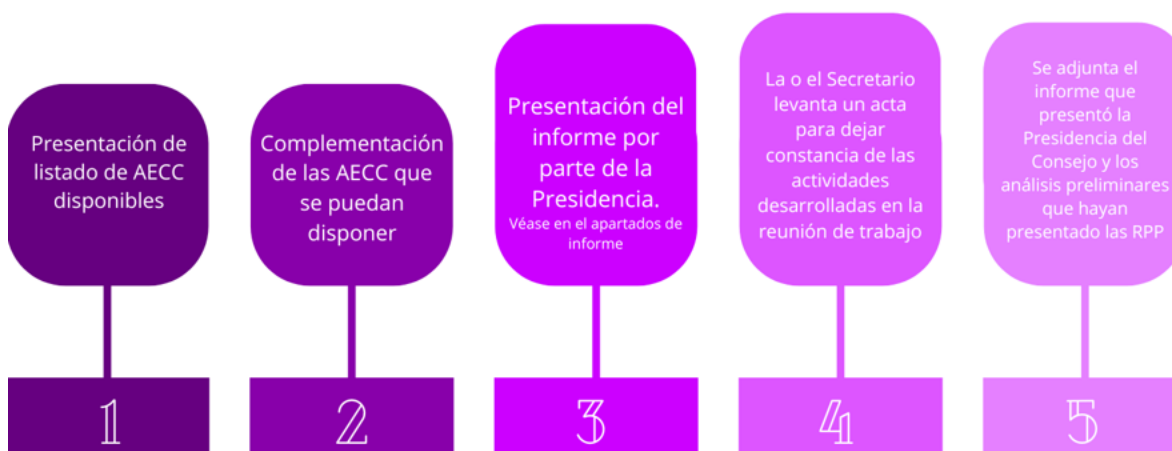 Presentación de
listado de AECC
disponibles
1
Complementación
de las AECC que
se puedan
disponer
2
Presentación del
informe por
parte de la
Presidencia.
Véase en el apartados de
informe
3
La o el Secretario
levanta un acta
para dejar
constancia de las
actividades
desarrolladas en la
reunión de trabajo
4
Se adjunta el
informe que
presentó la
Presidencia del
Consejo y los
análisis preliminares
que hayan
presentado las RPP
5